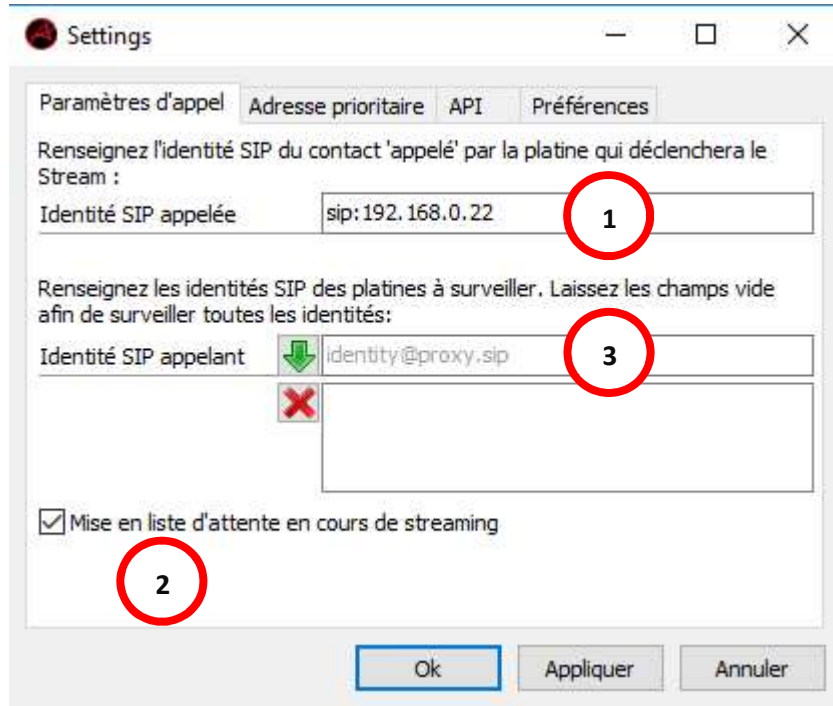 Settings
Paramètres d'appel Adresse prioritaire API Préférences
Renseignez l'identité SIP du contact 'appelé' par la platine qui déclenchera le
Stream :
Identité SIP appelée sip:192.168.0.22 1
Renseignez les identités SIP des platines à surveiller. Laissez les champs vide
afin de surveiller toutes les identités:
Identité SIP appelant identity@proxy.sip 3
Mise en liste d'attente en cours de streaming
2
Ok Appliquer Annuler